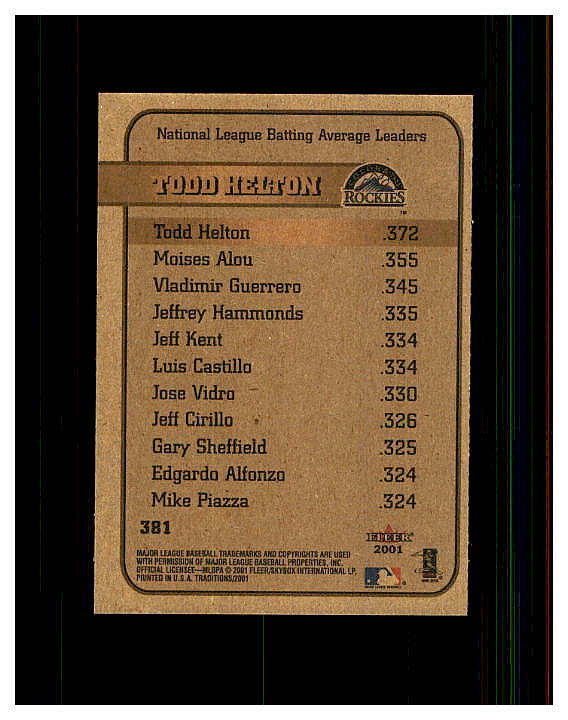 National League Batting Average Leaders
TODD HELTON
COLORADO
ROCKIES
TM
Todd Helton .372
Moises Alou .355
Vladimir Guerrero .345
Jeffrey Hammonds .335
Jeff Kent .334
Luis Castillo .334
Jose Vidro .330
Jeff Cirillo .326
Gary Sheffield .325
Edgardo Alfonzo .324
Mike Piazza .324
381
FLEER
2001
MAJOR LEAGUE BASEBALL TRADEMARKS AND COPYRIGHTS ARE USED
WITH PERMISSION OF MAJOR LEAGUE BASEBALL PROPERTIES, INC.
OFFICIAL LICENSEE—MLBPA © 2001 FLEER/SKYBOX INTERNATIONAL LP.
PRINTED IN U.S.A. TRADITIONS/2001